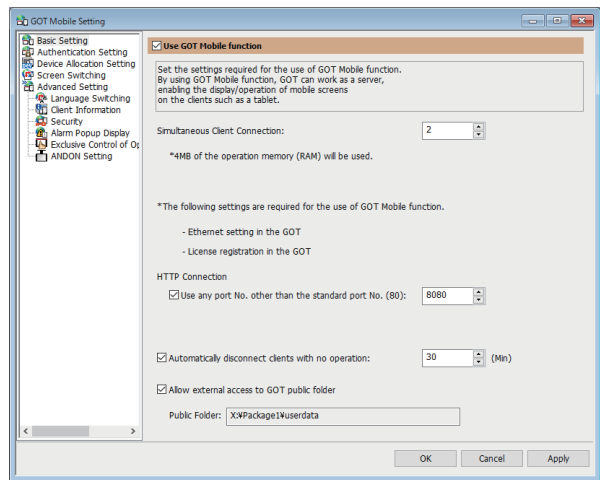 GOT Mobile Setting
Basic Setting
Authentication Setting
Device Allocation Setting
Screen Switching
Advanced Setting
Language Switching
Client Information
Security
Alarm Popup Display
Exclusive Control of Op
ANDON Setting
Use GOT Mobile function
Set the settings required for the use of GOT Mobile function.
By using GOT Mobile function, GOT can work as a server,
enabling the display/operation of mobile screens
on the clients such as a tablet.
Simultaneous Client Connection: 2
*4MB of the operation memory (RAM) will be used.
*The following settings are required for the use of GOT Mobile function.
- Ethernet setting in the GOT
- License registration in the GOT
HTTP Connection
Use any port No. other than the standard port No. (80): 8080
Automatically disconnect clients with no operation: 30 (Min)
Allow external access to GOT public folder
Public Folder: X:¥Package1¥userdata
OK Cancel Apply